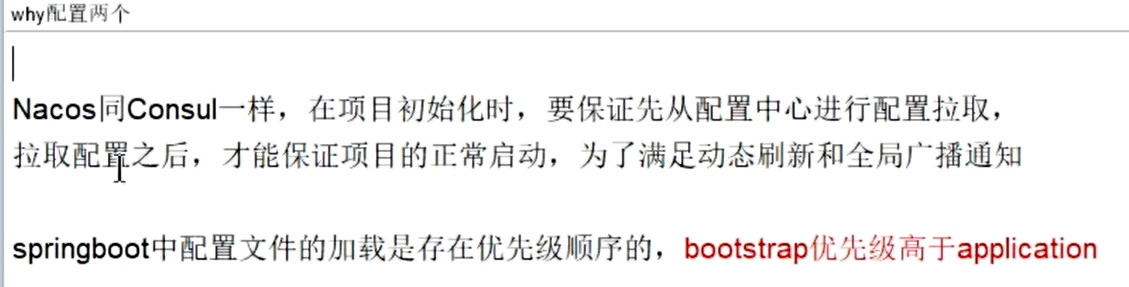 why配置两个
Nacos同Consul一样，在项目初始化时，要保证先从配置中心进行配置拉取，
拉取配置之后，才能保证项目的正常启动，为了满足动态刷新和全局广播通知
springboot中配置文件的加载是存在优先级顺序的，bootstrap优先级高于application